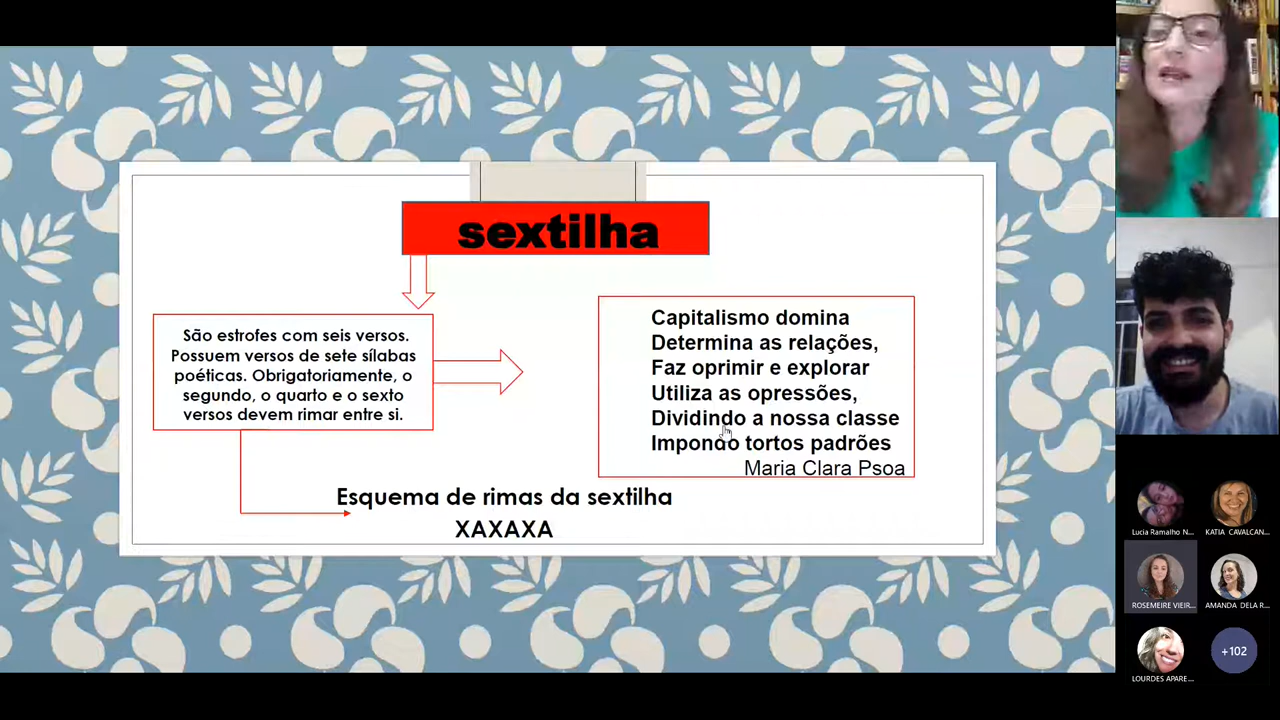 sextilha
São estrofes com seis versos.
Possuem versos de sete sílabas
poéticas. Obrigatoriamente, o
segundo, o quarto e o sexto
versos devem rimar entre si.
Capitalismo domina
Determina as relações,
Faz oprimir e explorar
Utiliza as opressões,
Dividindo a nossa classe
Impondo tortos padrões
Maria Clara Psoa
Esquema de rimas da sextilha
XAXAXA
Lucia Ramalho N...
KATIA CAVALCAN...
ROSEMEIRE VIEIR...
AMANDA DELA R...
LOURDES APARE...
+102